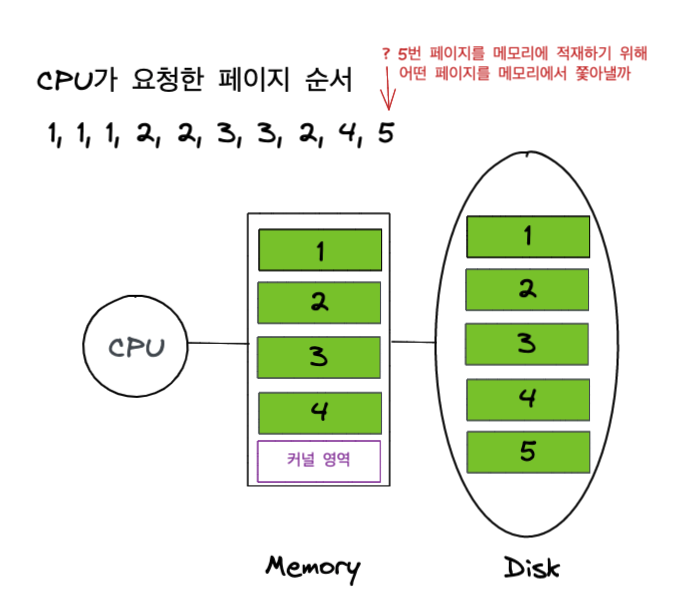 ? 5번 페이지를 메모리에 적재하기 위해
어떤 페이지를 메모리에서 쫓아낼까
CPU가 요청한 페이지 순서
1, 1, 1, 2, 2, 3, 3, 2, 4, 5
1
2
3
4
커널 영역
CPU
1
2
3
4
5
Memory
Disk